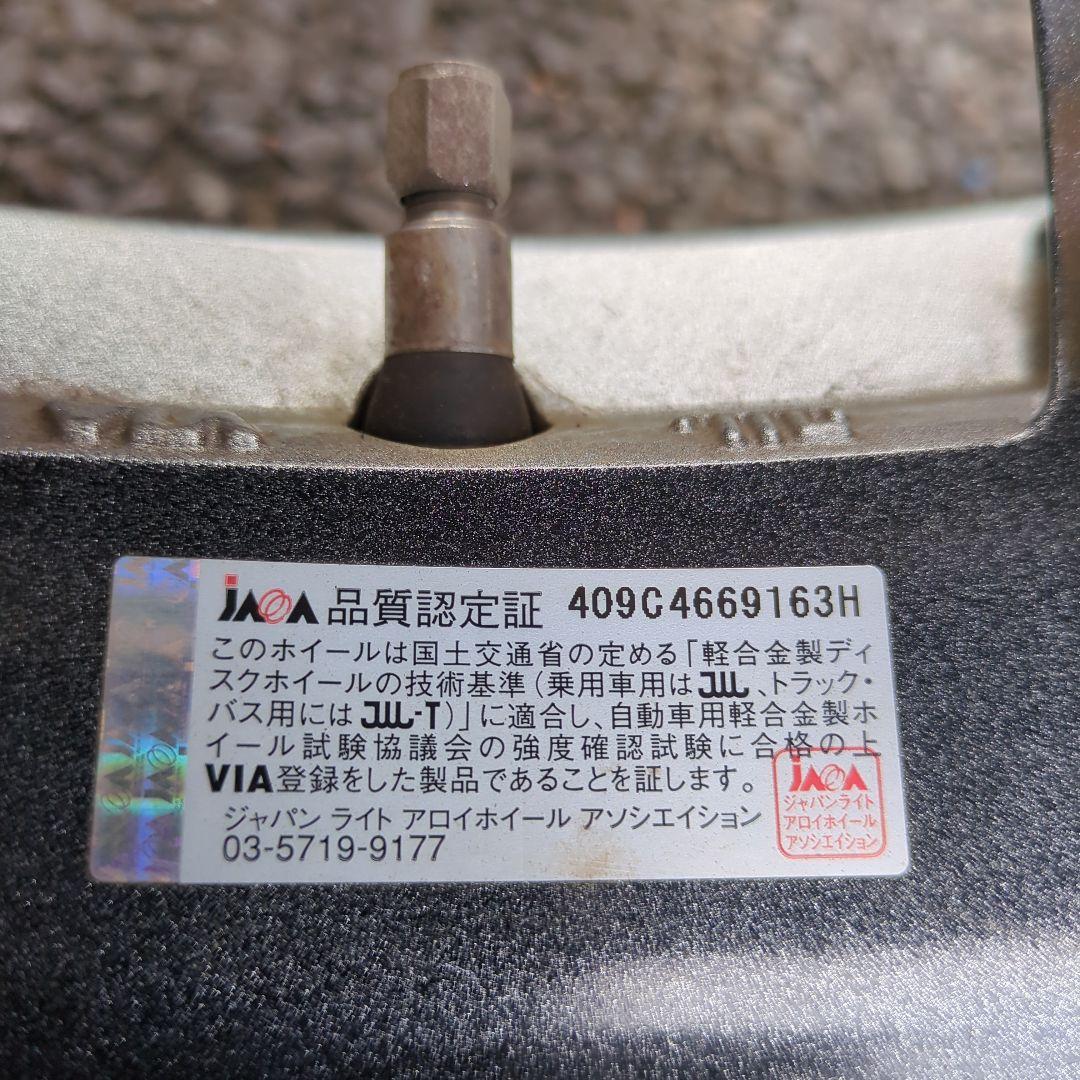 JAWA 品質認定証 409C4669163H
このホイールは国土交通省の定める「軽合金製ディ
スクホイールの技術基準(乗用車用はJWL、トラック・
バス用にはJWL-T)」に適合し、自動車用軽合金製ホ
イール試験協議会の強度確認試験に合格の上
VIA登録をした製品であることを証します。
ジャパン ライト アロイホイール アソシエイション
03-5719-9177
JAWA
ジャパンライト
アロイホイール
アソシエイション